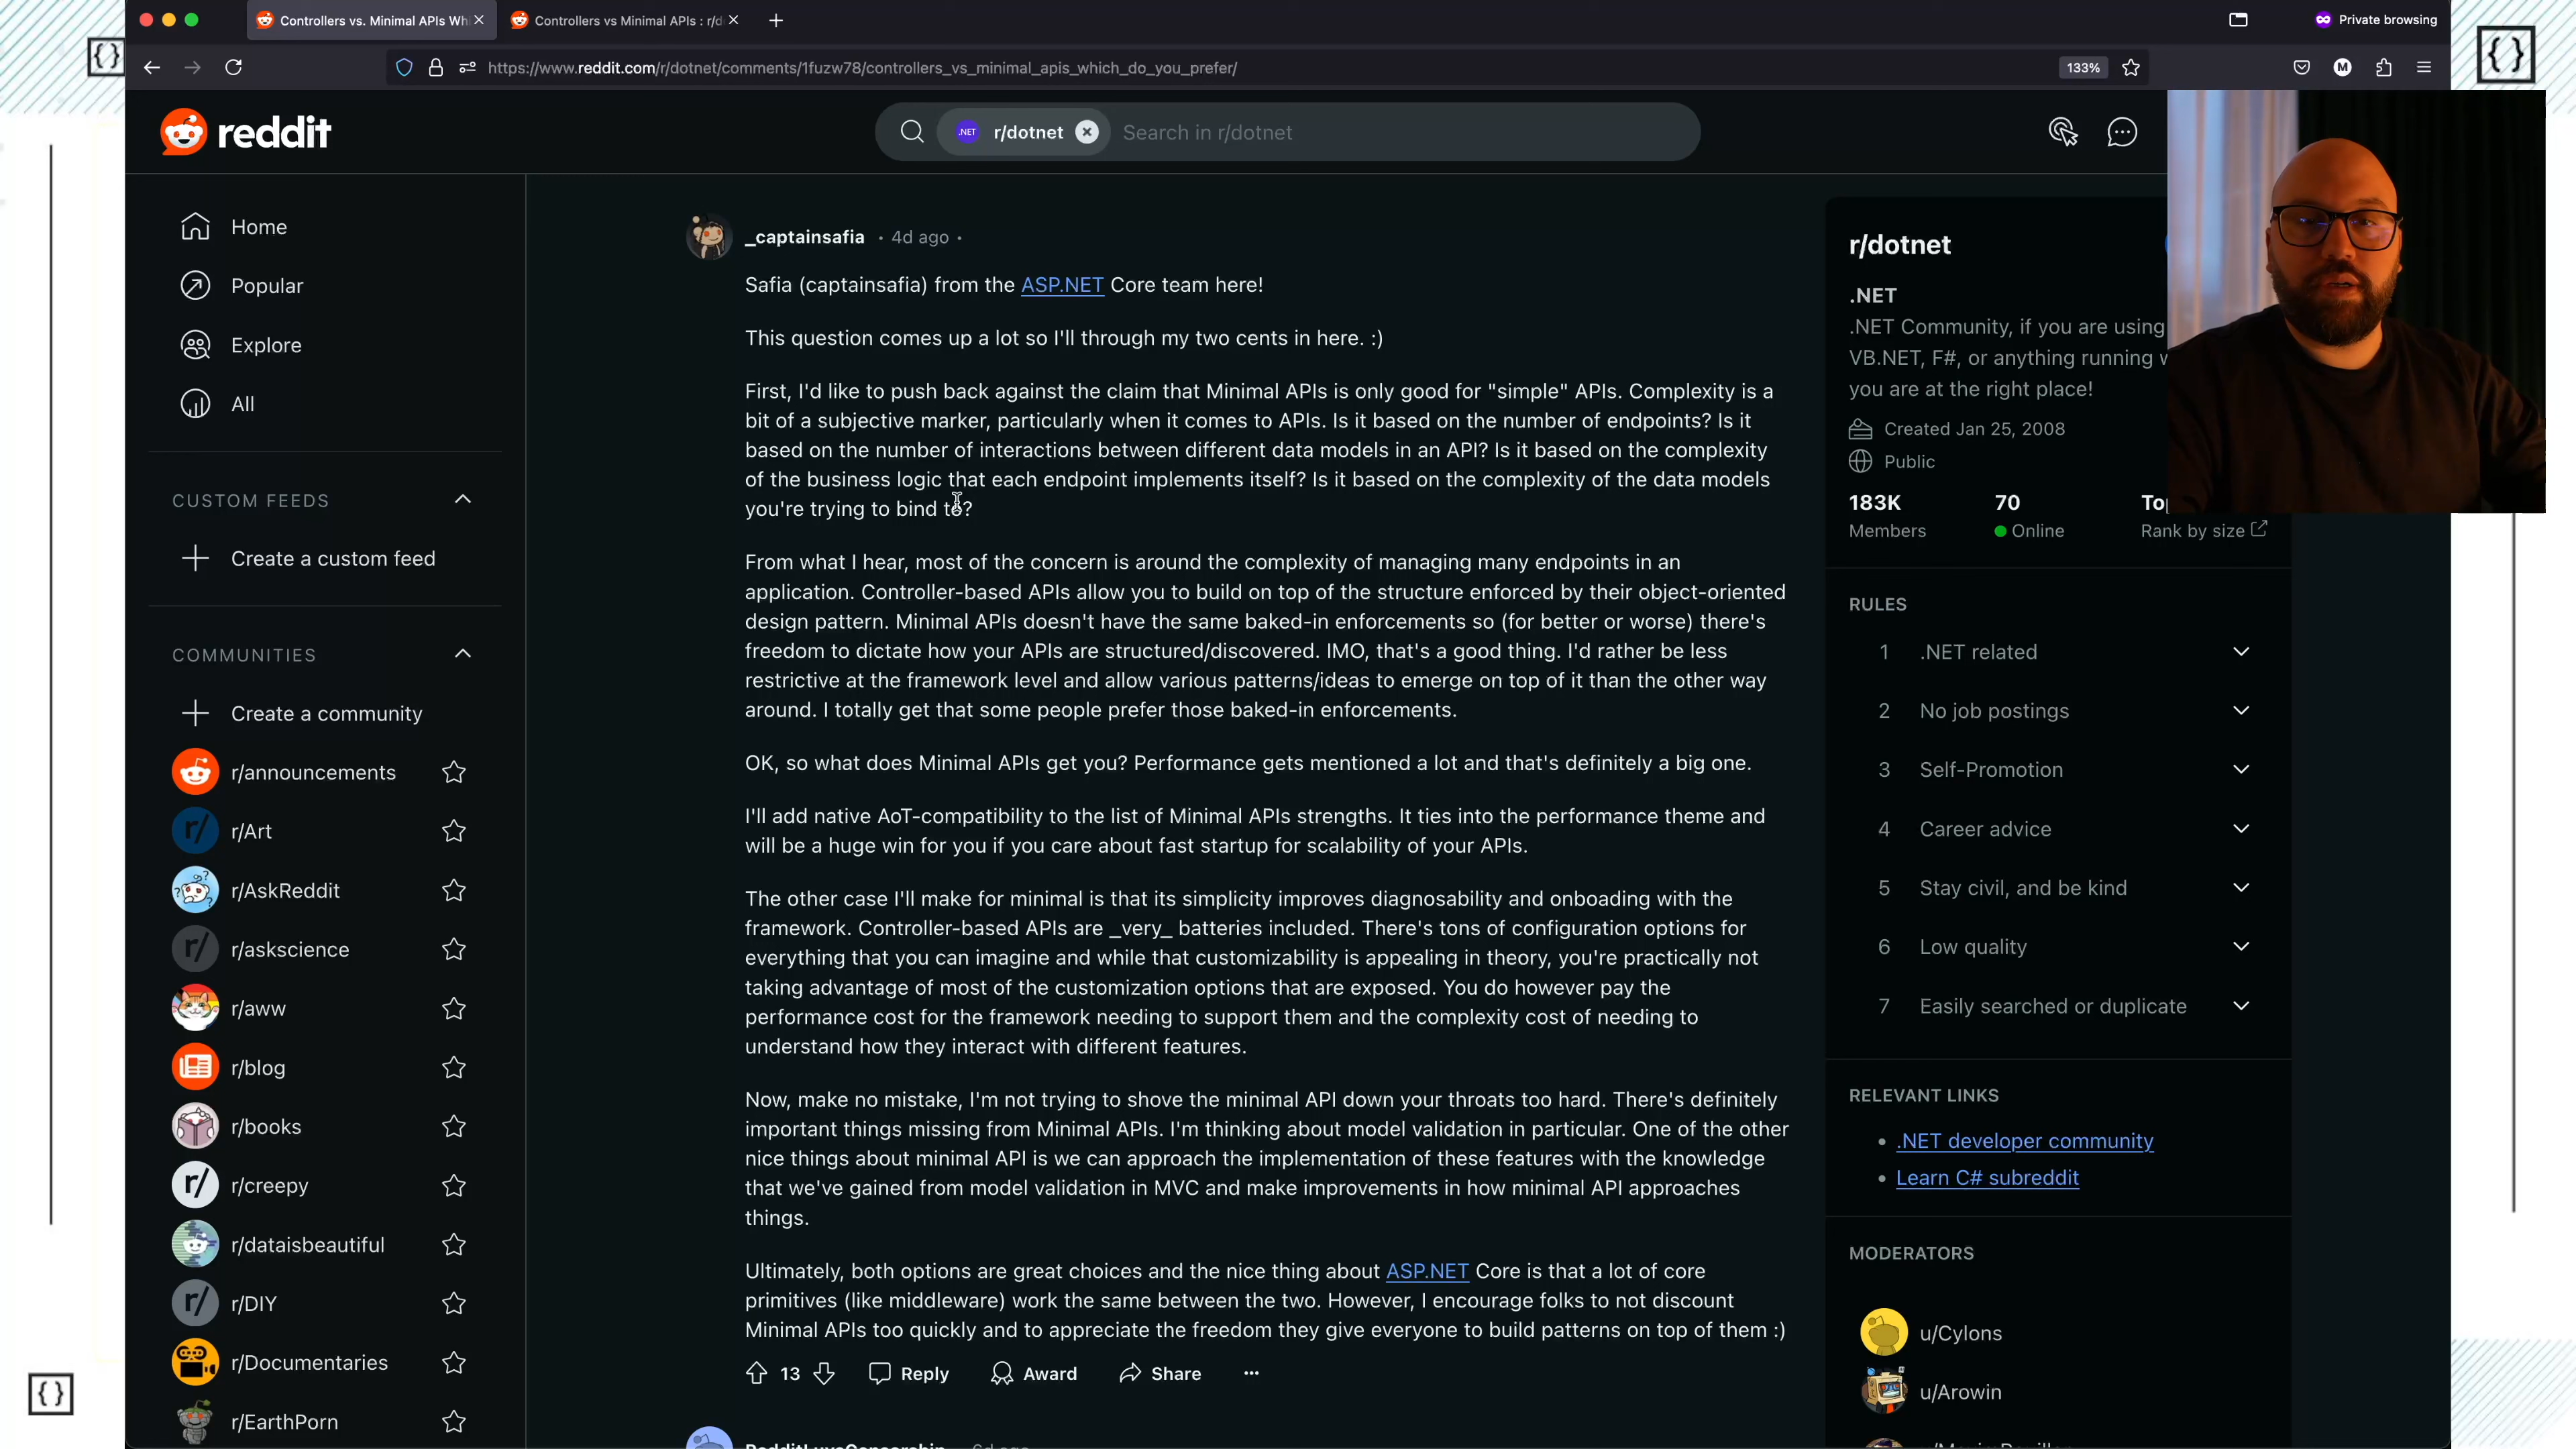 Controllers vs. Minimal APIs Wh
Controllers vs Minimal APIs : r/d
Private browsing
https://www.reddit.com/r/dotnet/comments/1fuzw78/controllers_vs_minimal_apis_which_do_you_prefer/
133%
M
{}
{}
reddit
.NET
r/dotnet
Search in r/dotnet
Home
Popular
Explore
All
CUSTOM FEEDS
Create a custom feed
COMMUNITIES
Create a community
r/announcements
r/ r/Art
r/AskReddit
r/ r/askscience
r/aww
r/blog
r/books
r/ r/creepy
r/dataisbeautiful
r/ r/DIY
r/Documentaries
r/EarthPorn
{}
_captainsafia • 4d ago •
Safia (captainsafia) from the ASP.NET Core team here!
This question comes up a lot so I'll through my two cents in here. :)
First, I'd like to push back against the claim that Minimal APIs is only good for "simple" APIs. Complexity is a
bit of a subjective marker, particularly when it comes to APIs. Is it based on the number of endpoints? Is it
based on the number of interactions between different data models in an API? Is it based on the complexity
of the business logic that each endpoint implements itself? Is it based on the complexity of the data models
you're trying to bind to?
From what I hear, most of the concern is around the complexity of managing many endpoints in an
application. Controller-based APIs allow you to build on top of the structure enforced by their object-oriented
design pattern. Minimal APIs doesn't have the same baked-in enforcements so (for better or worse) there's
freedom to dictate how your APIs are structured/discovered. IMO, that's a good thing. I'd rather be less
restrictive at the framework level and allow various patterns/ideas to emerge on top of it than the other way
around. I totally get that some people prefer those baked-in enforcements.
OK, so what does Minimal APIs get you? Performance gets mentioned a lot and that's definitely a big one.
I'll add native AoT-compatibility to the list of Minimal APIs strengths. It ties into the performance theme and
will be a huge win for you if you care about fast startup for scalability of your APIs.
The other case I'll make for minimal is that its simplicity improves diagnosability and onboading with the
framework. Controller-based APIs are _very_ batteries included. There's tons of configuration options for
everything that you can imagine and while that customizability is appealing in theory, you're practically not
taking advantage of most of the customization options that are exposed. You do however pay the
performance cost for the framework needing to support them and the complexity cost of needing to
understand how they interact with different features.
Now, make no mistake, I'm not trying to shove the minimal API down your throats too hard. There's definitely
important things missing from Minimal APIs. I'm thinking about model validation in particular. One of the other
nice things about minimal API is we can approach the implementation of these features with the knowledge
that we've gained from model validation in MVC and make improvements in how minimal API approaches
things.
Ultimately, both options are great choices and the nice thing about ASP.NET Core is that a lot of core
primitives (like middleware) work the same between the two. However, I encourage folks to not discount
Minimal APIs too quickly and to appreciate the freedom they give everyone to build patterns on top of them :)
13 Reply Award Share
6d ago
r/dotnet
.NET
.NET Community, if you are using
VB.NET, F#, or anything running
you are at the right place!
Created Jan 25, 2008
Public
183K 70
Members Online Rank by size
RULES
1 .NET related
2 No job postings
3 Self-Promotion
4 Career advice
5 Stay civil, and be kind
6 Low quality
7 Easily searched or duplicate
RELEVANT LINKS
• .NET developer community
• Learn C# subreddit
MODERATORS
u/Cylons
u/Arowin